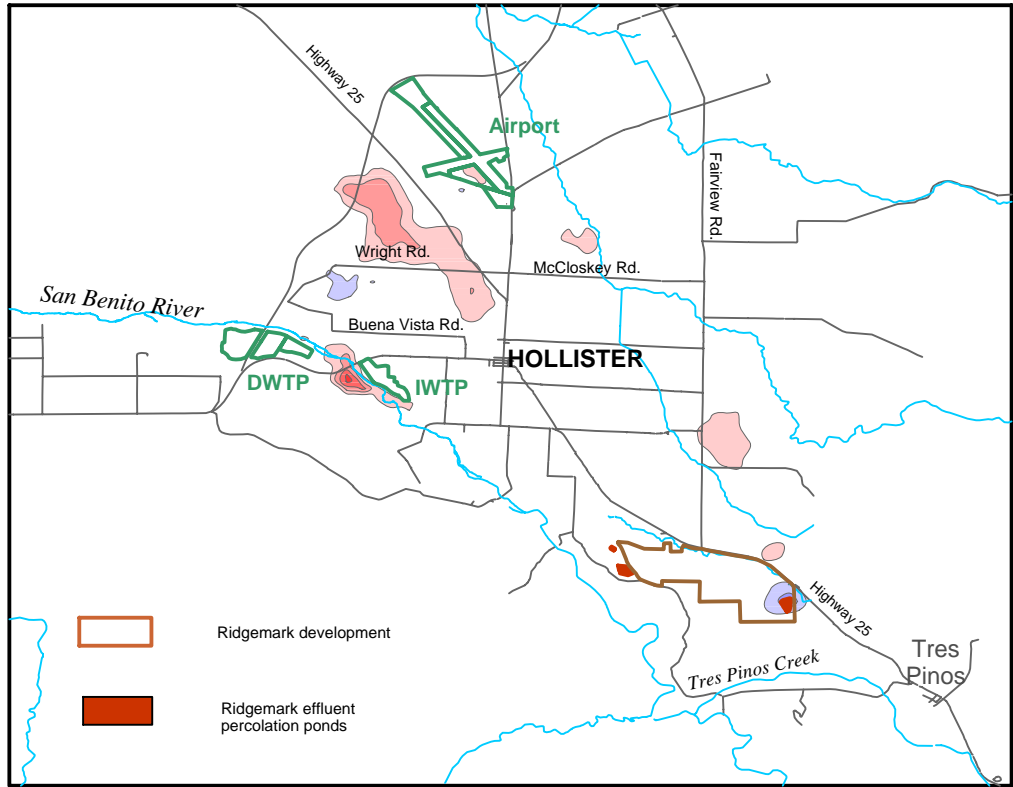 Highway 25
Airport
Fairview Rd.
Wright Rd.
McCloskey Rd.
San Benito River
Buena Vista Rd.
HOLLISTER
DWTP
IWTP
Highway 25
Ridgemark development
Tres
Pinos
Tres Pinos Creek
Ridgemark effluent
percolation ponds